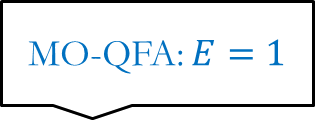 MO-QFA: E = 1